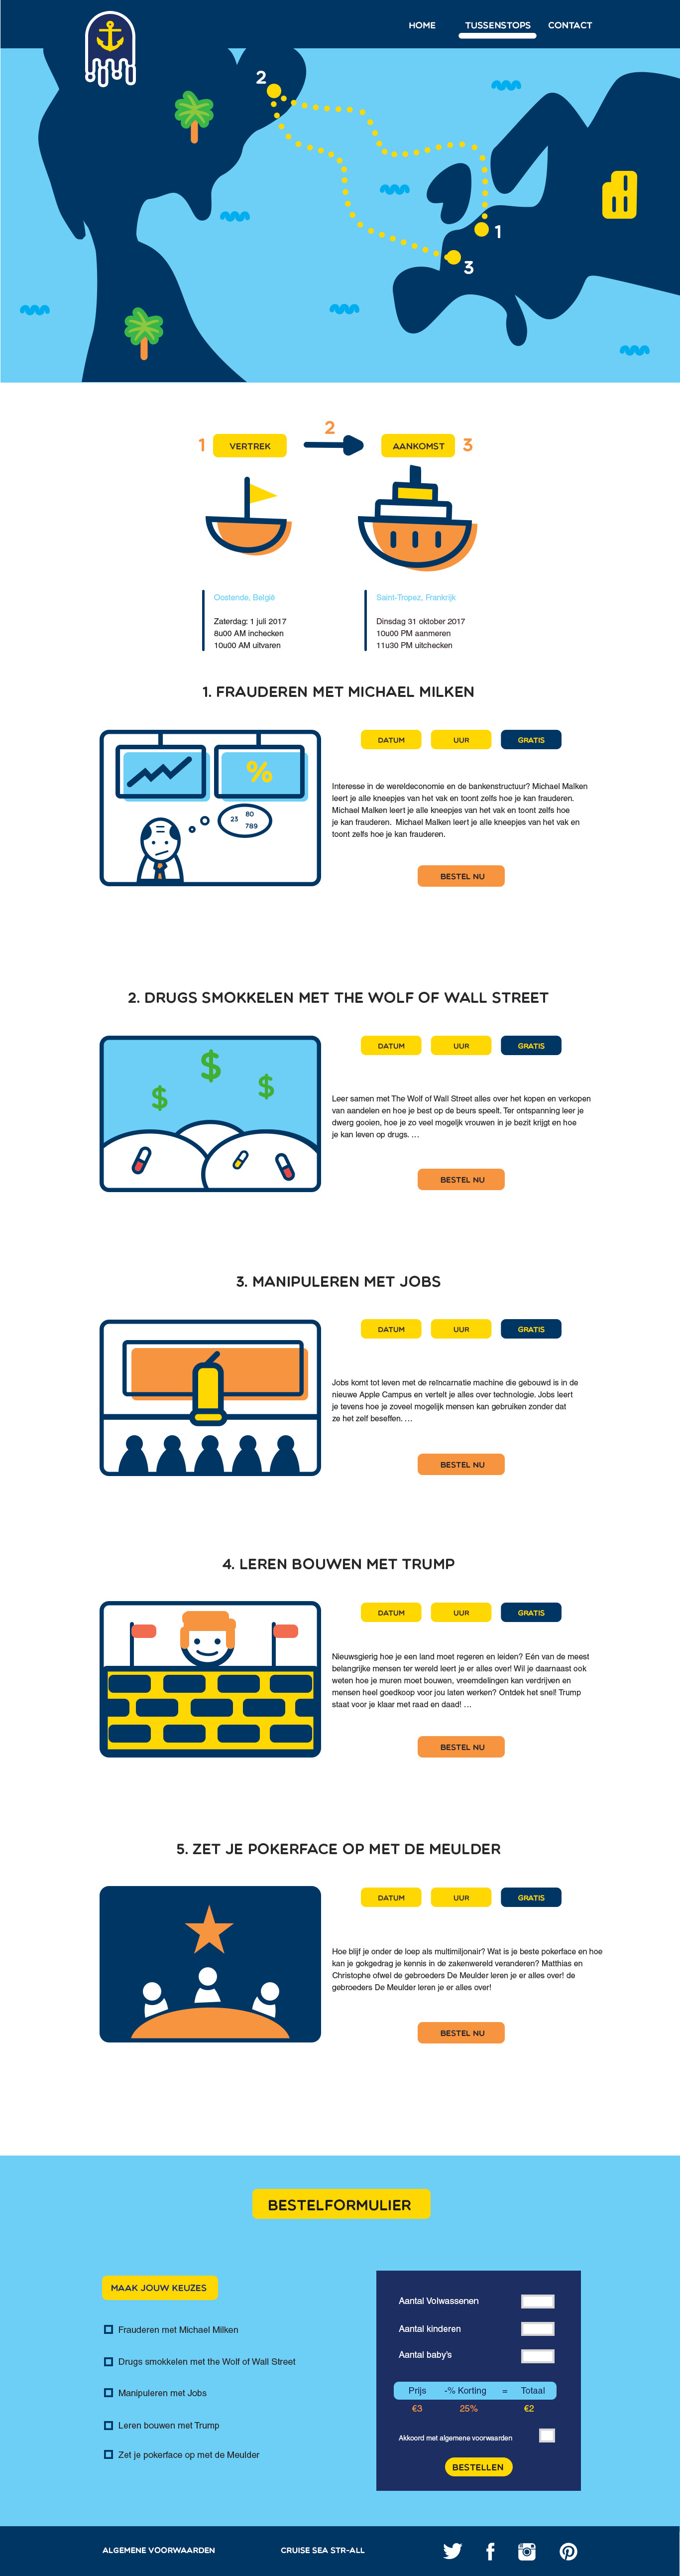 HOME TUSSENSTOPS CONTACT
2
1
3
1 VERTREK 2 AANKOMST 3
Oostende, België
Zaterdag: 1 juli 2017
8u00 AM inchecken
10u00 AM uitvaren
Saint-Tropez, Frankrijk
Dinsdag 31 oktober 2017
10u00 PM aanmeren
11u30 PM uitchecken
1. FRAUDEREN MET MICHAEL MILKEN
%
23 80
789
DATUM UUR GRATIS
Interesse in de wereldeconomie en de bankenstructuur? Michael Malken
leert je alle kneepjes van het vak en toont zelfs hoe je kan frauderen.
Michael Malken leert je alle kneepjes van het vak en toont zelfs hoe
je kan frauderen. Michael Malken leert je alle kneepjes van het vak en
toont zelfs hoe je kan frauderen.
BESTEL NU
2. DRUGS SMOKKELEN MET THE WOLF OF WALL STREET
$ $ $
DATUM UUR GRATIS
Leer samen met The Wolf of Wall Street alles over het kopen en verkopen
van aandelen en hoe je best op de beurs speelt. Ter ontspanning leer je
dwerg gooien, hoe je zo veel mogelijk vrouwen in je bezit krijgt en hoe
je kan leven op drugs. …
BESTEL NU
3. MANIPULEREN MET JOBS
DATUM UUR GRATIS
Jobs komt tot leven met de reïncarnatie machine die gebouwd is in de
nieuwe Apple Campus en vertelt je alles over technologie. Jobs leert
je tevens hoe je zoveel mogelijk mensen kan gebruiken zonder dat
ze het zelf beseffen. …
BESTEL NU
4. LEREN BOUWEN MET TRUMP
DATUM UUR GRATIS
Nieuwsgierig hoe je een land moet regeren en leiden? Eén van de meest
belangrijke mensen ter wereld leert je er alles over! Wil je daarnaast ook
weten hoe je muren moet bouwen, vreemdelingen kan verdrijven en
mensen heel goedkoop voor jou laten werken? Ontdek het snel! Trump
staat voor je klaar met raad en daad! …
BESTEL NU
5. ZET JE POKERFACE OP MET DE MEULDER
DATUM UUR GRATIS
Hoe blijf je onder de loep als multimiljonair? Wat is je beste pokerface en hoe
kan je gokgedrag je kennis in de zakenwereld veranderen? Matthias en
Christophe ofwel de gebroeders De Meulder leren je er alles over! de
gebroeders De Meulder leren je er alles over!
BESTEL NU
BESTELFORMULIER
MAAK JOUW KEUZES
Frauderen met Michael Milken
Drugs smokkelen met the Wolf of Wall Street
Manipuleren met Jobs
Leren bouwen met Trump
Zet je pokerface op met de Meulder
Aantal Volwassenen
Aantal kinderen
Aantal baby's
Prijs -% Korting = Totaal
€3 25% €2
Akkoord met algemene voorwaarden
BESTELLEN
ALGEMENE VOORWAARDEN CRUISE SEA STR-ALL